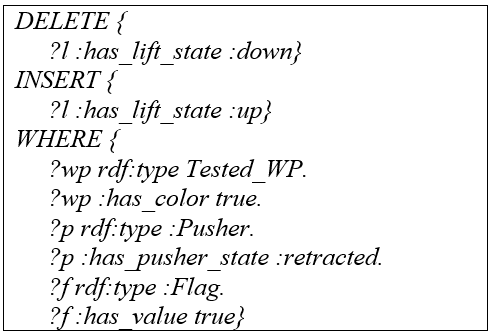 DELETE {
?l :has_lift_state :down}
INSERT {
?l :has_lift_state :up}
WHERE {
?wp rdf:type Tested_WP.
?wp :has_color true.
?p rdf:type :Pusher.
?p :has_pusher_state :retracted.
?f rdf:type :Flag.
?f :has_value true}